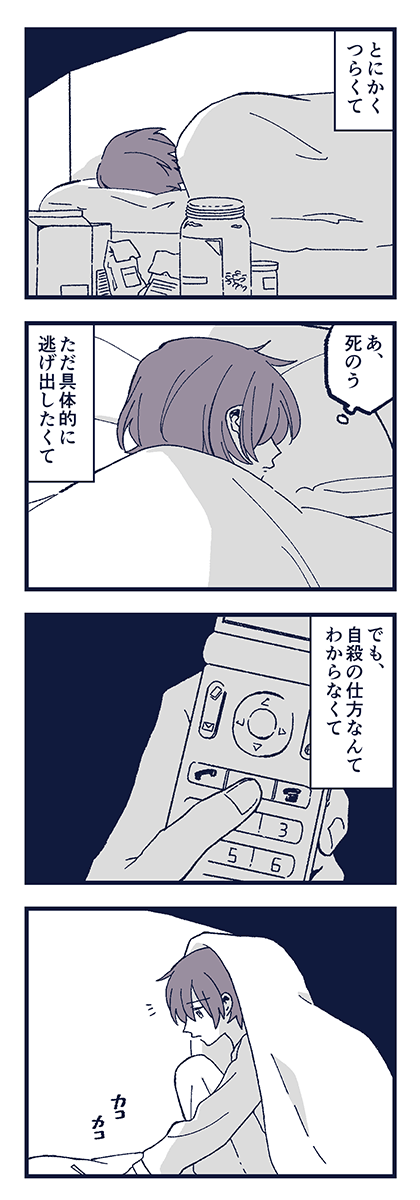 とにかく
つらくて
あ、
死のう
ただ具体的に
逃げ出したくて
でも、
自殺の仕方なんて
わからなくて
3
5 6
カコ
カコ